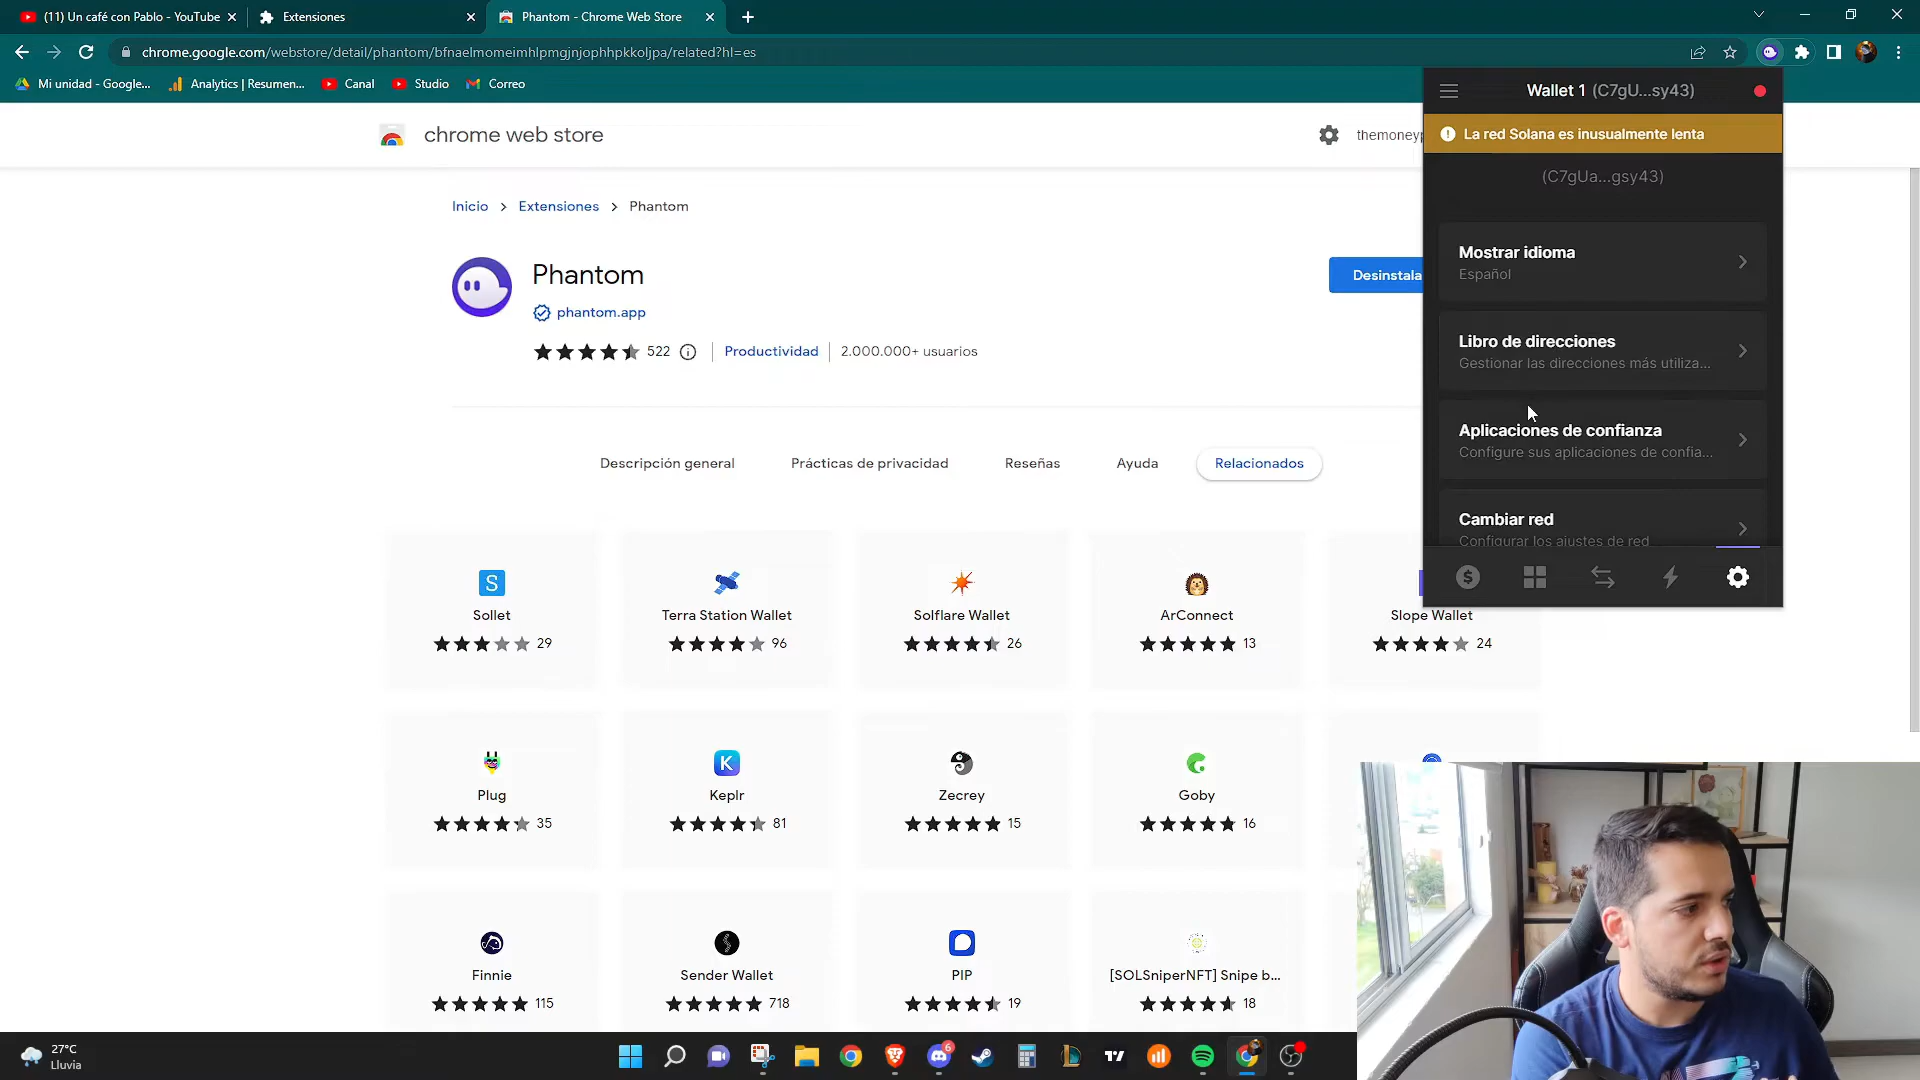 (11) Un café con Pablo - YouTube
Extensiones
Phantom - Chrome Web Store
chrome.google.com/webstore/detail/phantom/bfnaelmomeimhlpmgjnjophhpkkoljpa/related?hl=es
Mi unidad - Google...
Analytics | Resumen...
Canal
Studio
Correo
chrome web store
themoneyp
Inicio
Extensiones
Phantom
Phantom
phantom.app
522
Productividad
2.000.000+ usuarios
Desinstala
Descripción general
Prácticas de privacidad
Reseñas
Ayuda
Relacionados
Wallet 1 (C7gU...sy43)
La red Solana es inusualmente lenta
(C7gUa...gsy43)
Mostrar idioma
Español
Libro de direcciones
Gestionar las direcciones más utiliza...
Aplicaciones de confianza
Configure sus aplicaciones de confia...
Cambiar red
Configurar los ajustes de red
Sollet
29
Terra Station Wallet
96
Solflare Wallet
26
ArConnect
13
Slope Wallet
24
Plug
35
Keplr
81
Zecrey
15
Goby
16
Finnie
115
Sender Wallet
718
PIP
19
[SOLSniperNFT] Snipe b...
18
27°C
Lluvia
6